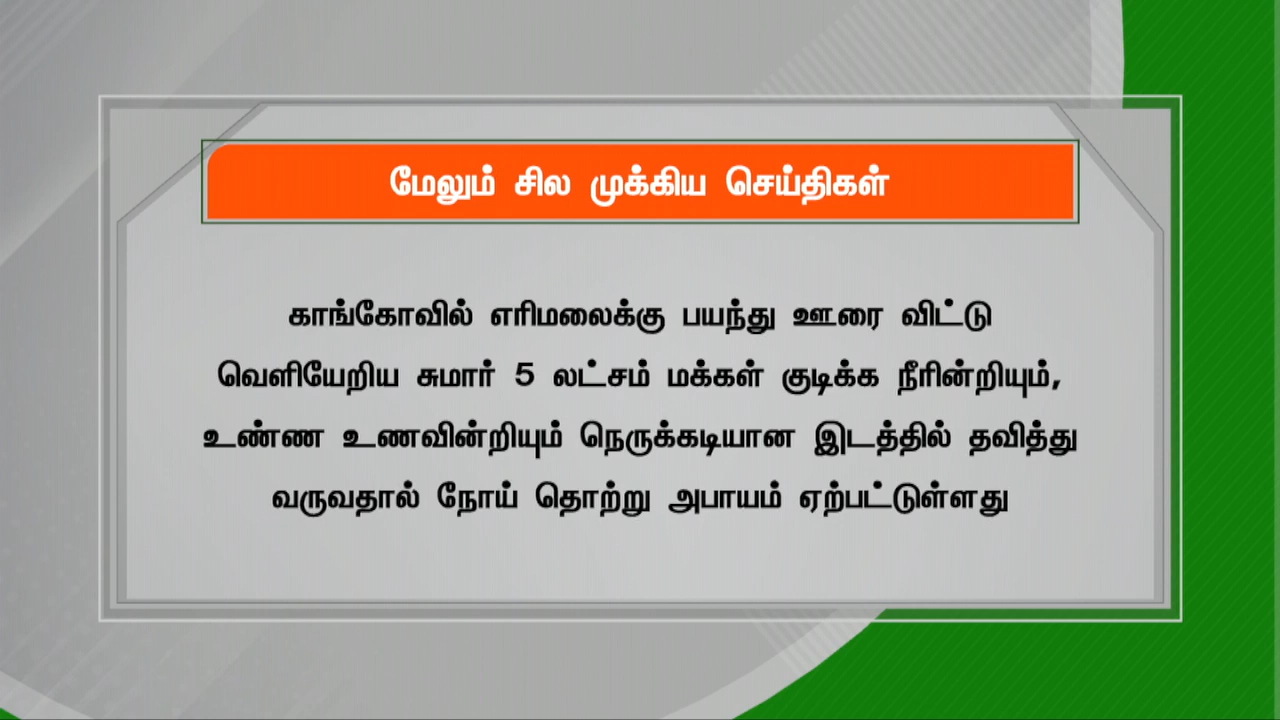 மேலும் சில முக்கிய செய்திகள்
காங்கோவில் எரிமலைக்கு பயந்து ஊரை விட்டு
வெளியேறிய சுமார் 5 லட்சம் மக்கள் குடிக்க நீரின்றியும்,
உண்ண உணவின்றியும் நெருக்கடியான இடத்தில் தவித்து
வருவதால் நோய் தொற்று அபாயம் ஏற்பட்டுள்ளது